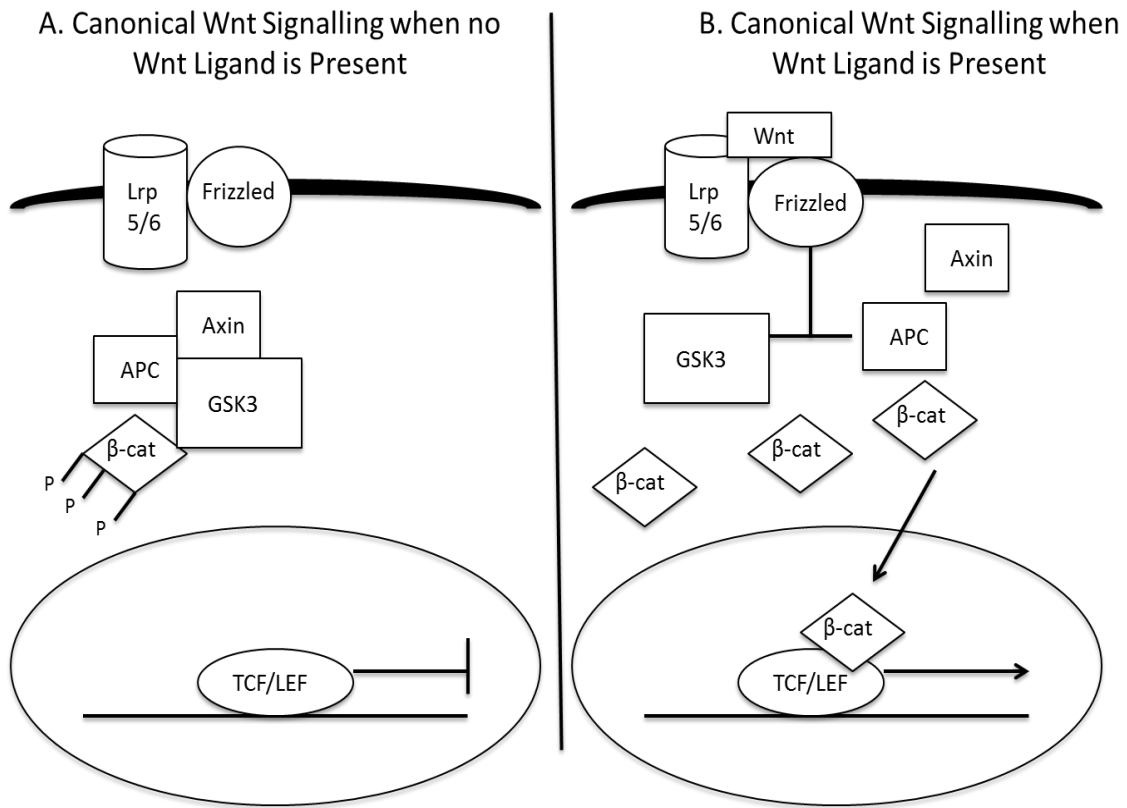 A. Canonical Wnt Signalling when no
Wnt Ligand is Present
Lrp
5/6
Frizzled
Axin
APC
GSK3
β-cat
P
P
P
TCF/LEF
B. Canonical Wnt Signalling when
Wnt Ligand is Present
Wnt
Lrp
5/6
Frizzled
Axin
GSK3
APC
β-cat
β-cat
β-cat
β-cat
TCF/LEF